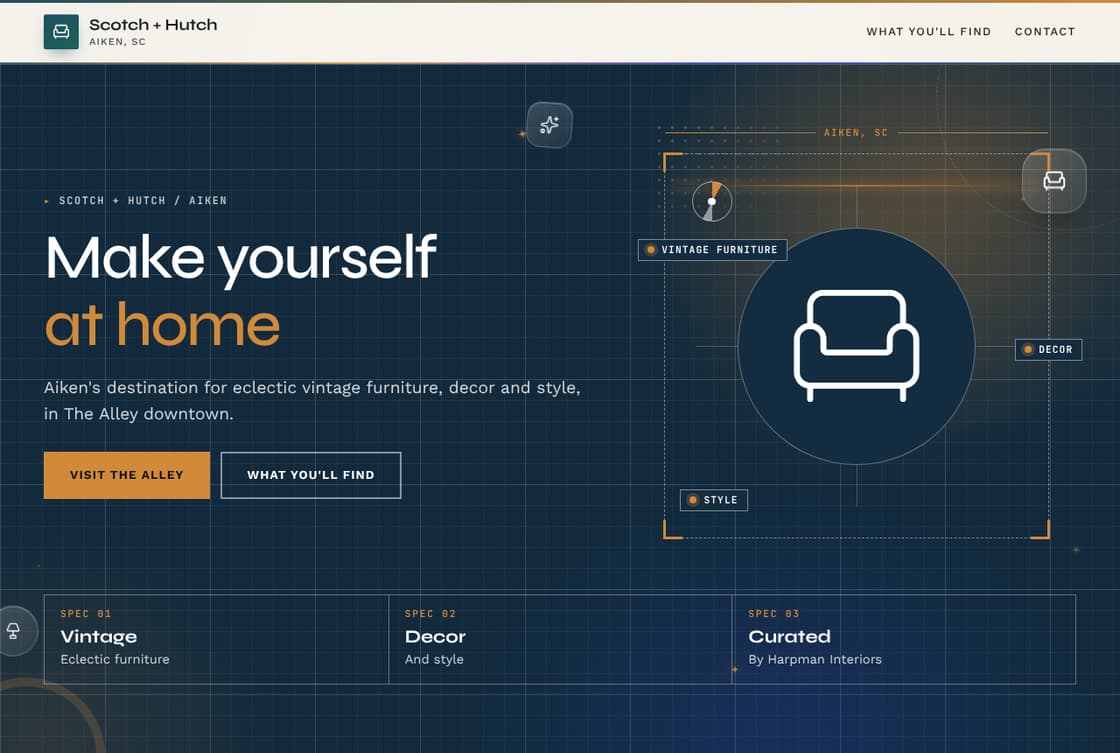 Scotch + Hutch
AIKEN, SC
WHAT YOU'LL FIND
CONTACT
AIKEN, SC
SCOTCH + HUTCH / AIKEN
Make yourself
at home
Aiken's destination for eclectic vintage furniture, decor and style,
in The Alley downtown.
VISIT THE ALLEY
WHAT YOU'LL FIND
VINTAGE FURNITURE
DECOR
STYLE
SPEC 01
Vintage
Eclectic furniture
SPEC 02
Decor
And style
SPEC 03
Curated
By Harpman Interiors